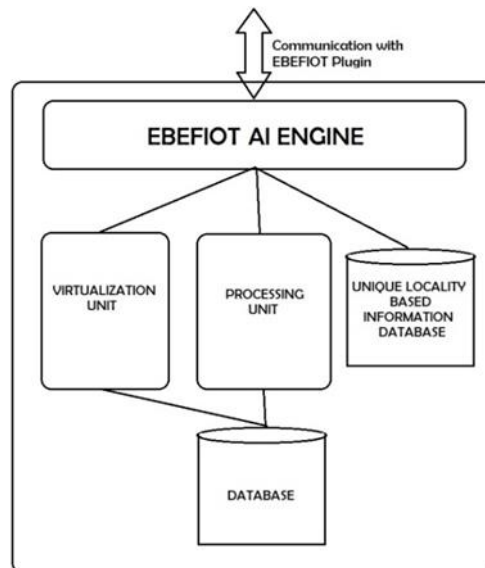 Communication with
EBEFIOT Plugin
EBEFIOT AI ENGINE
VIRTUALIZATION
UNIT
PROCESSING
UNIT
UNIQUE LOCALITY
BASED
INFORMATION
DATABASE
DATABASE